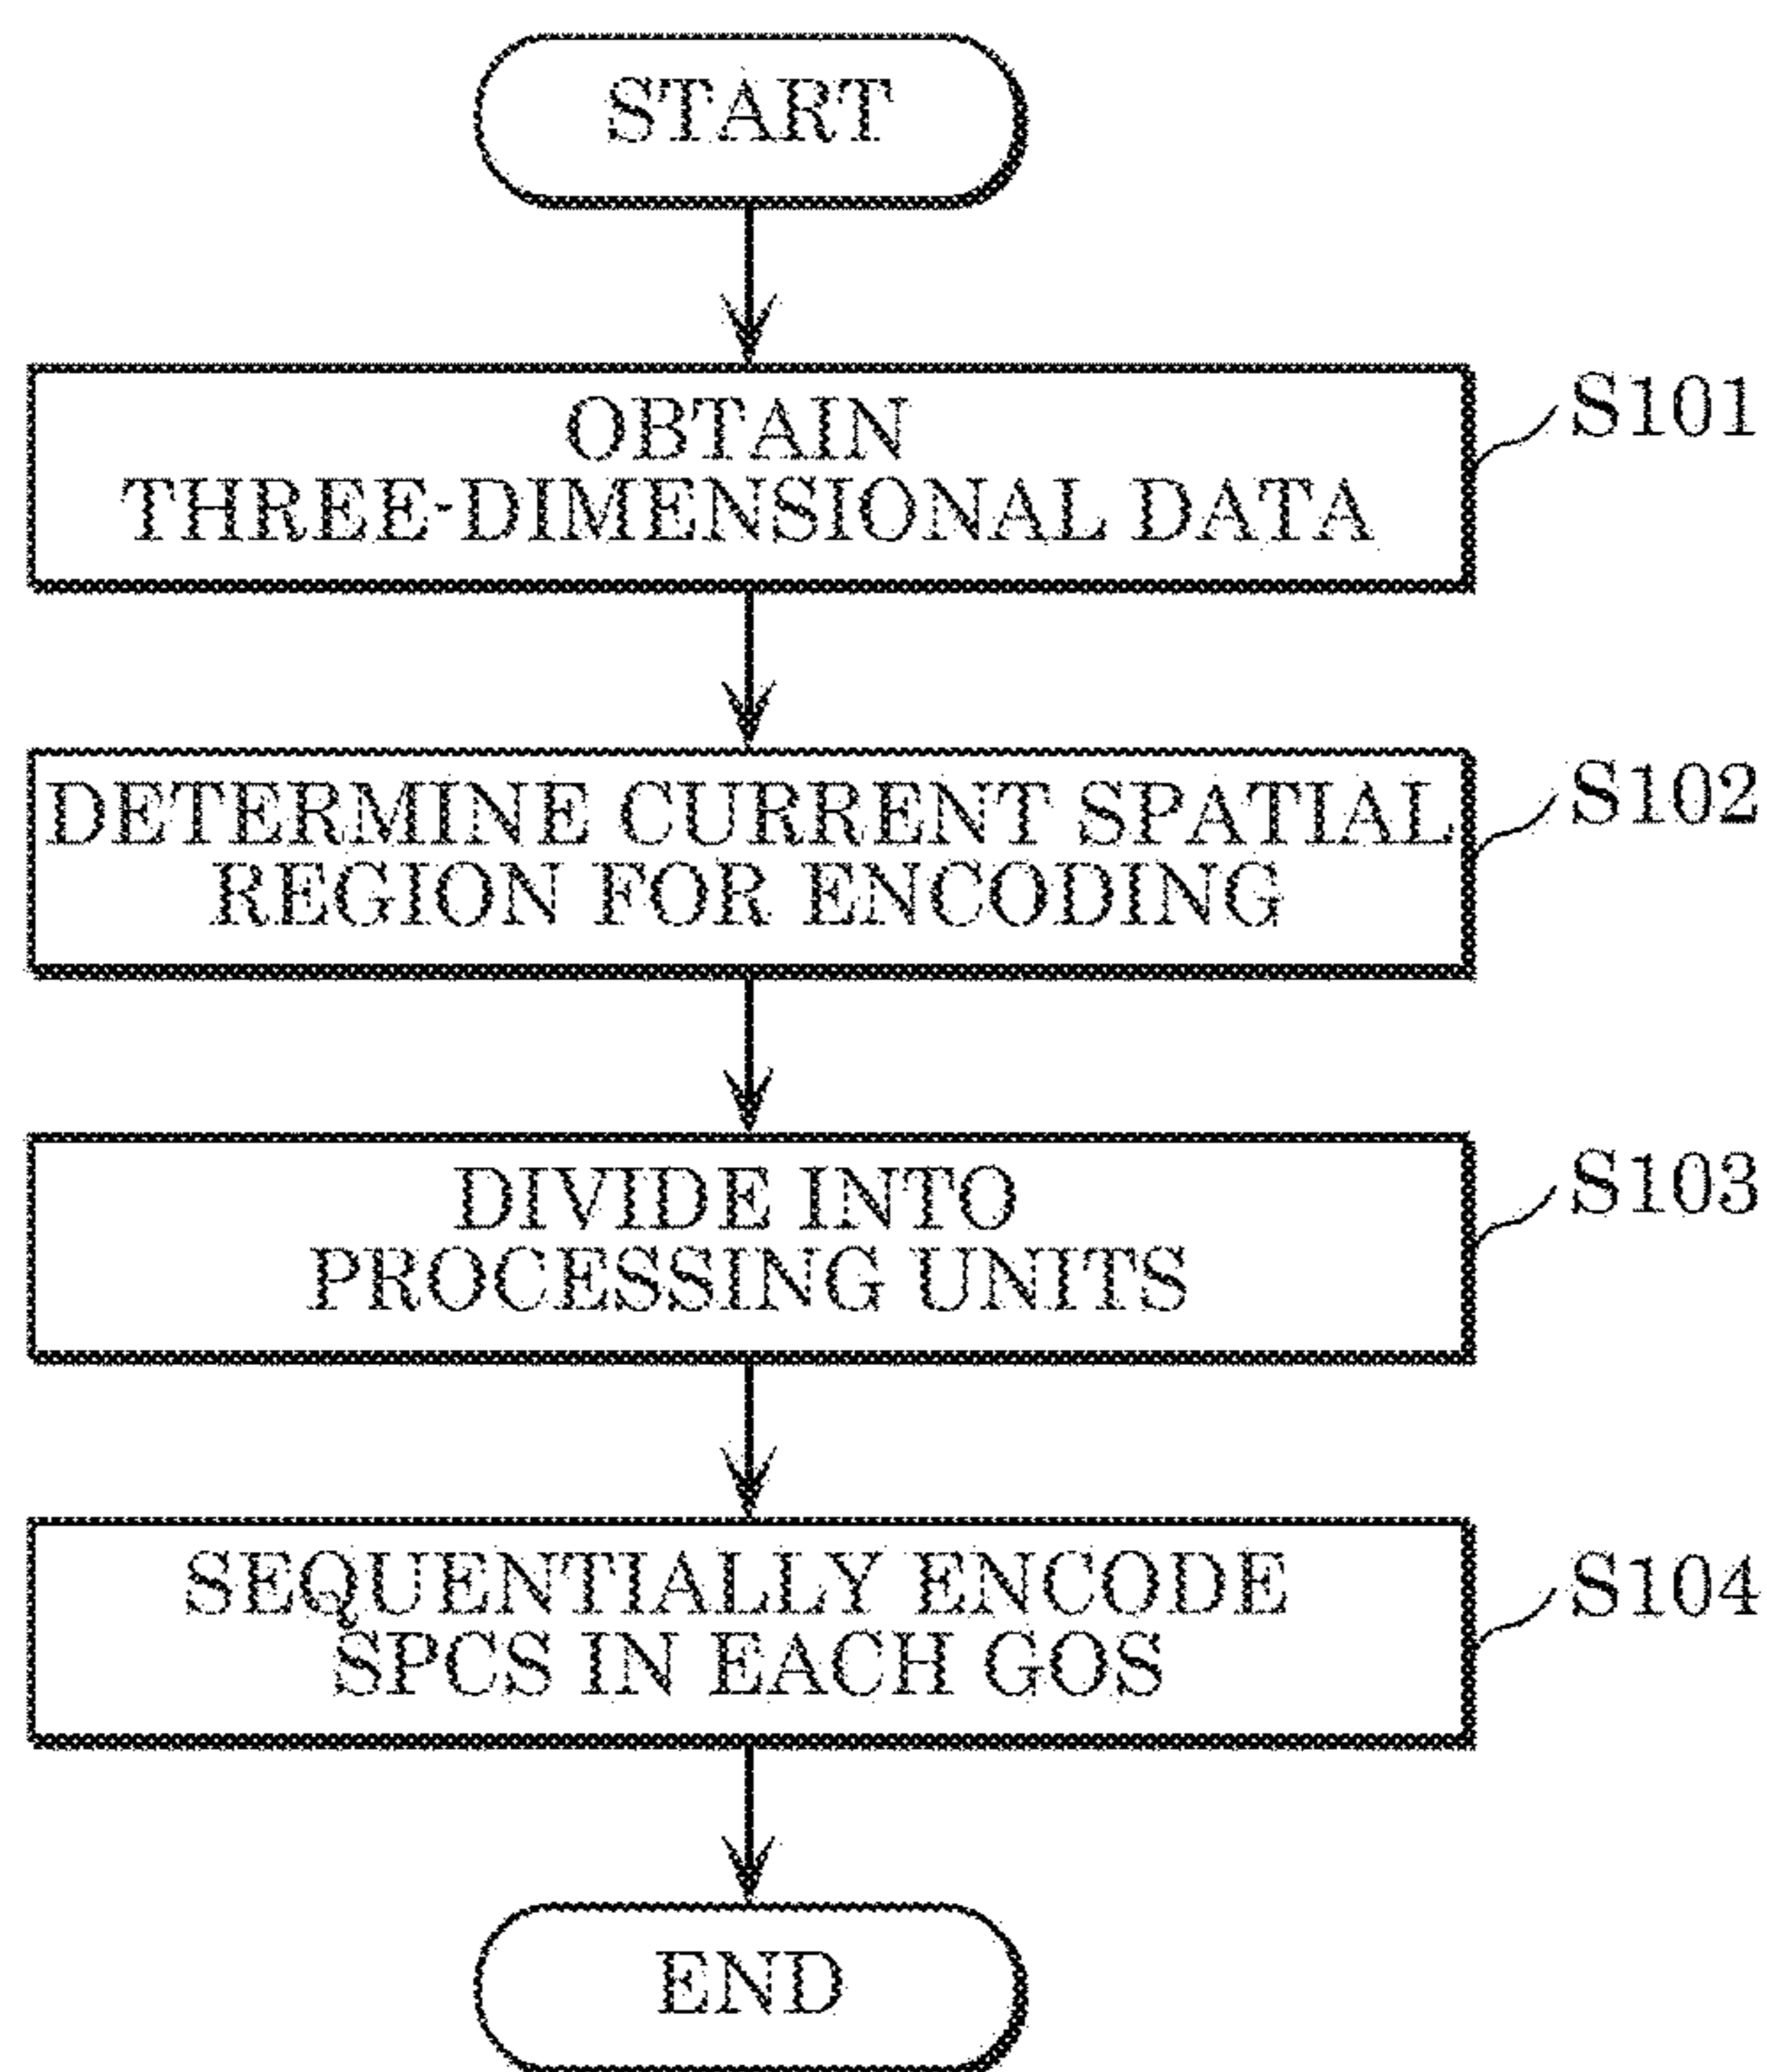 START
OBTAIN
THREE-DIMENSIONAL DATA
S101
DETERMINE CURRENT SPATIAL
REGION FOR ENCODING
S102
DIVIDE INTO
PROCESSING UNITS
S103
SEQUENTIALLY ENCODE
SPCS IN EACH GOS
S104
END